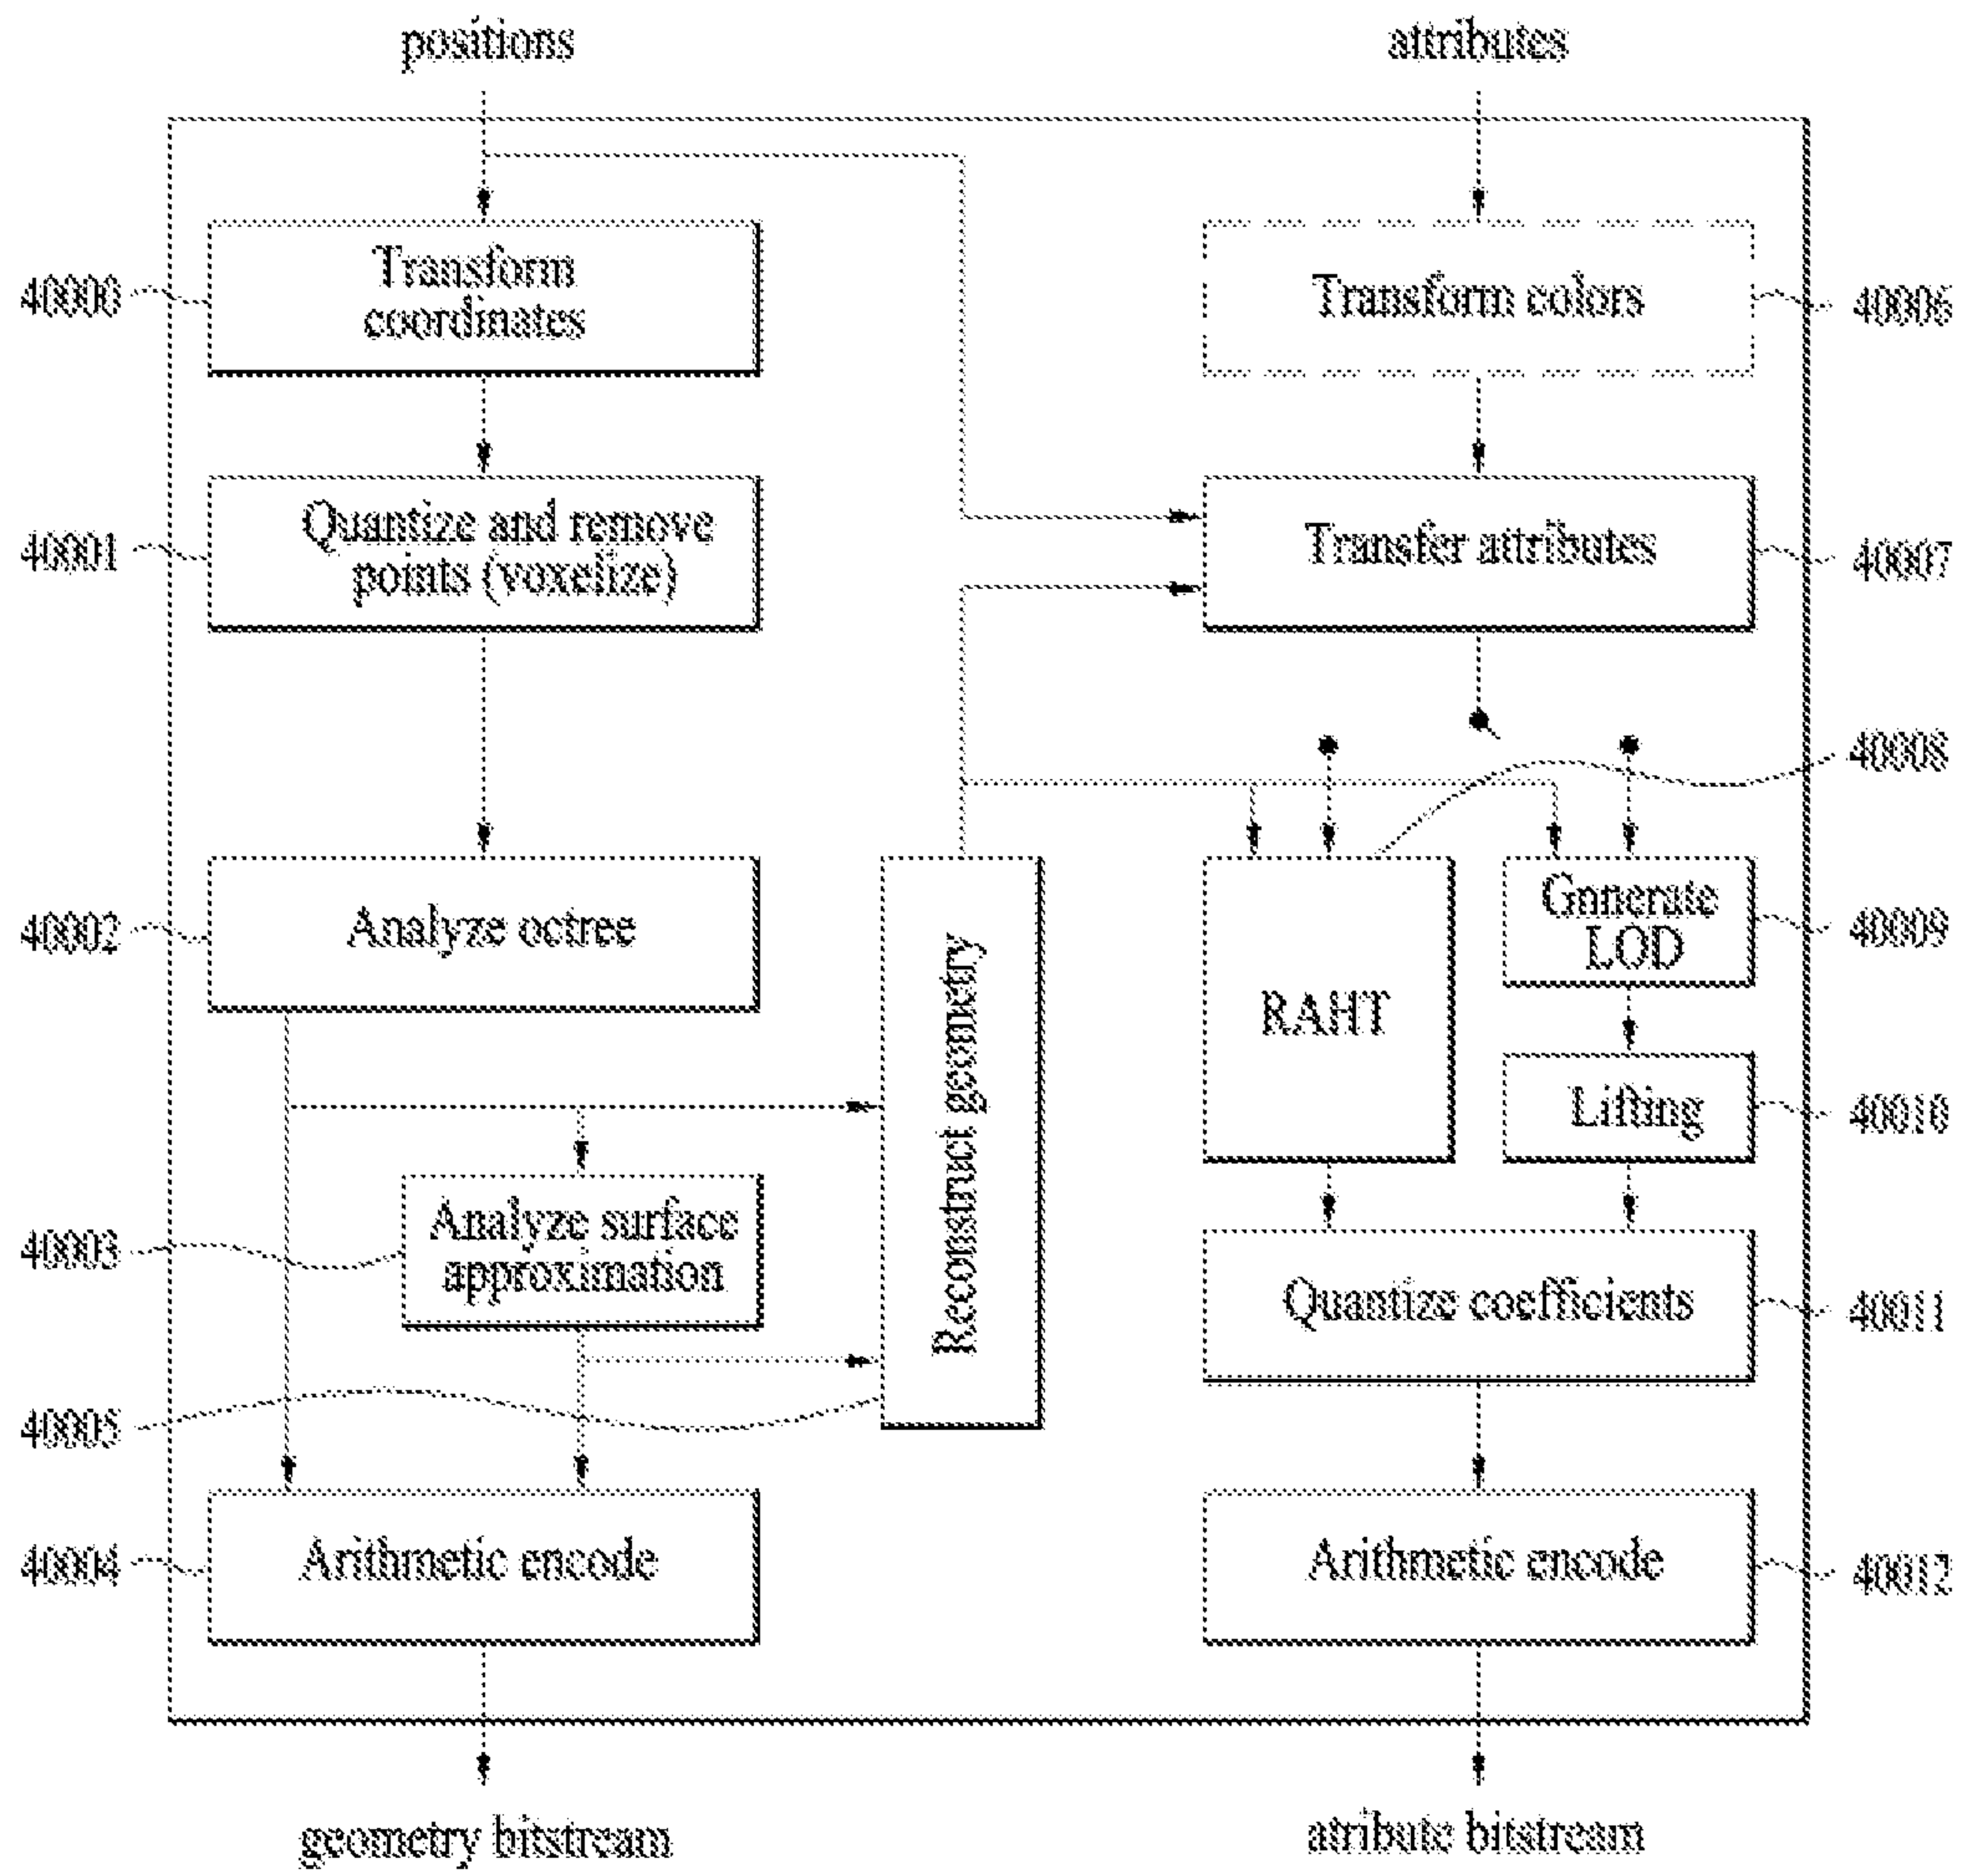 positions
attributes
40000
Transform
coordinates
Transform colors
40006
40001
Quantize and remove
points (voxelize)
Transfer attributes
40007
40008
40002
Analyze octree
Reconstruct geometry
RAHT
Gnnerate
LOD
40009
Lifting
40010
40003
Analyze surface
approximation
Quantize coefficients
40011
40005
40004
Arithmetic encode
Arithmetic encode
40012
geometry bitstream
atribute bitstream